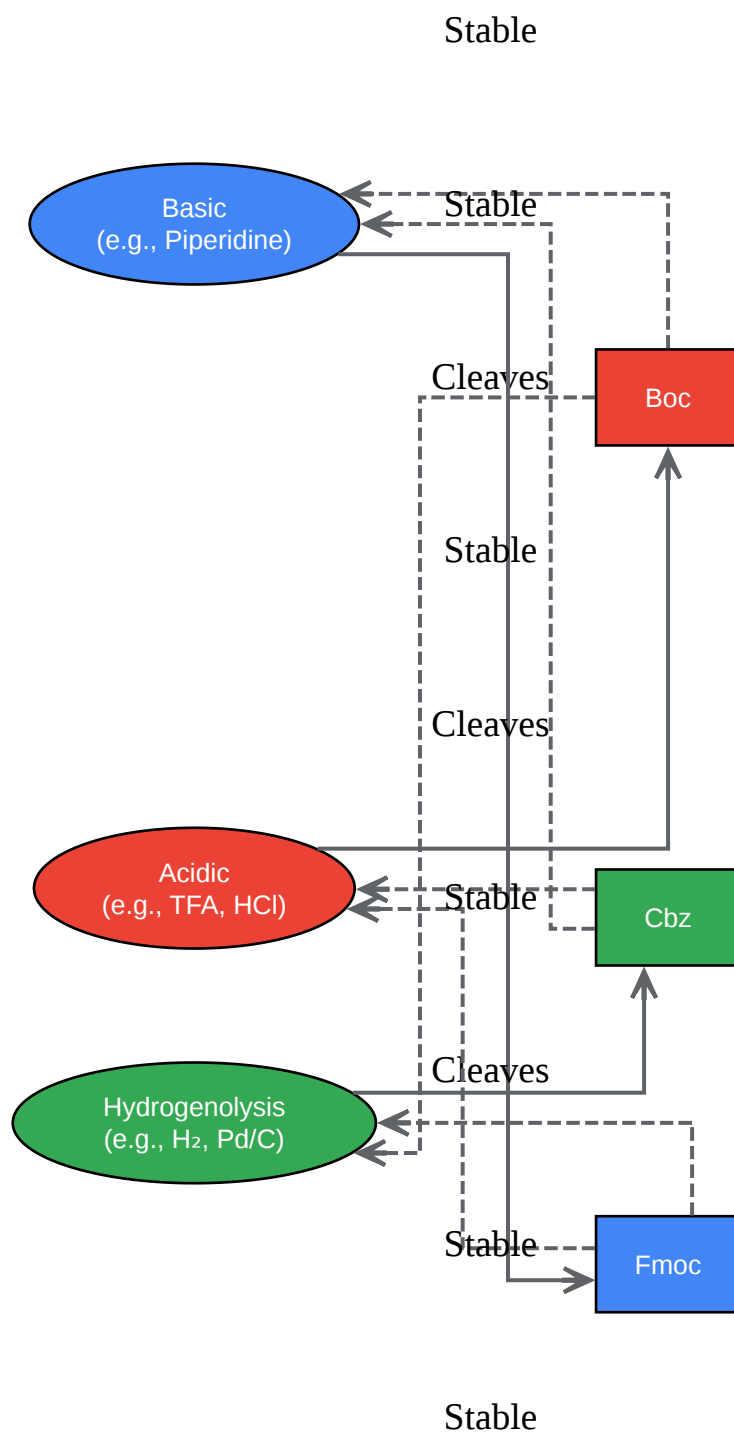 Stable
Basic
(e.g., Piperidine)
Stable
Cleaves
Boc
Stable
Cleaves
Acidic
(e.g., TFA, HCl)
Stable
Cbz
Cleaves
Hydrogenolysis
(e.g., H₂, Pd/C)
Stable
Fmoc
Stable